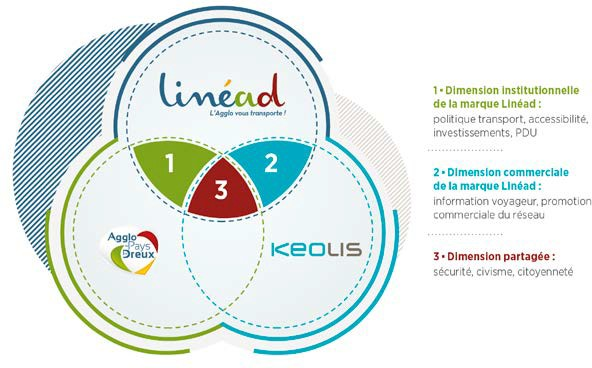 linéad
L'Agglo vous transporte !
1
2
3
Agglo
Pays
Dreux
KEOLIS
1 • Dimension institutionnelle
de la marque Linéad :
politique transport, accessibilité,
investissements, PDU
2 • Dimension commerciale
de la marque Linéad :
information voyageur, promotion
commerciale du réseau
3 • Dimension partagée :
sécurité, civisme, citoyenneté